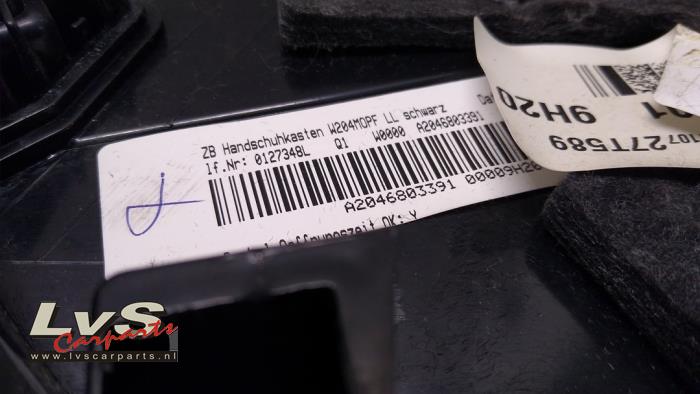 ZB Handschuhkasten W204MOPF LL schwarz
lf.Nr: 0127348L Q1 W0000 A2046803391
A2046803391 00009H20
OK: Y
9H20
107 27T589
LvS
Carparts
www.lvscarparts.nl